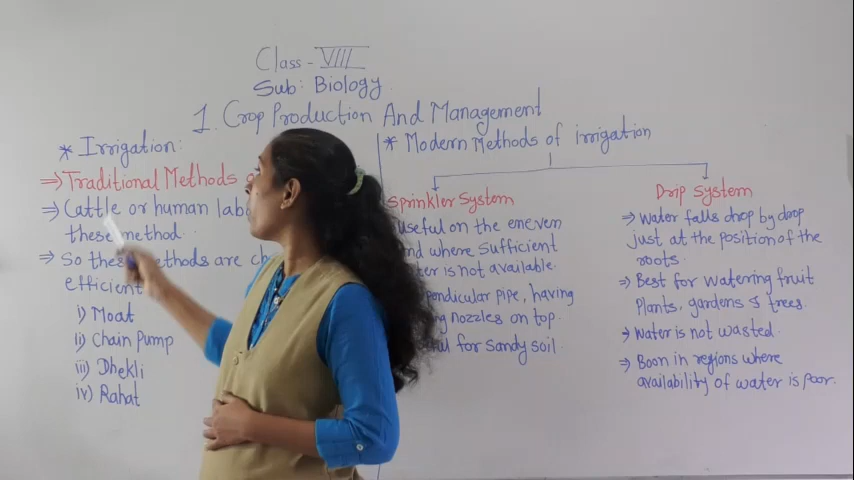 Class - VIII
Sub: Biology
1. Crop Production And Management
* Irrigation:
⇒ Traditional Methods
⇒ Cattle or human
these method.
⇒ So these methods are
efficient
i) Moat
ii) Chain Pump
iii) Dhekli
iv) Rahat
* Modern Methods of irrigation
Sprinkler System
Useful on the eneven
where sufficient
is not available.
pipe, having
nozzles on top.
for sandy soil.
Drip System
⇒ Water falls drop by drop
just at the position of the
roots.
⇒ Best for watering fruit
Plants, gardens & trees.
⇒ Water is not wasted.
⇒ Boon in regions where
availability of water is poor.